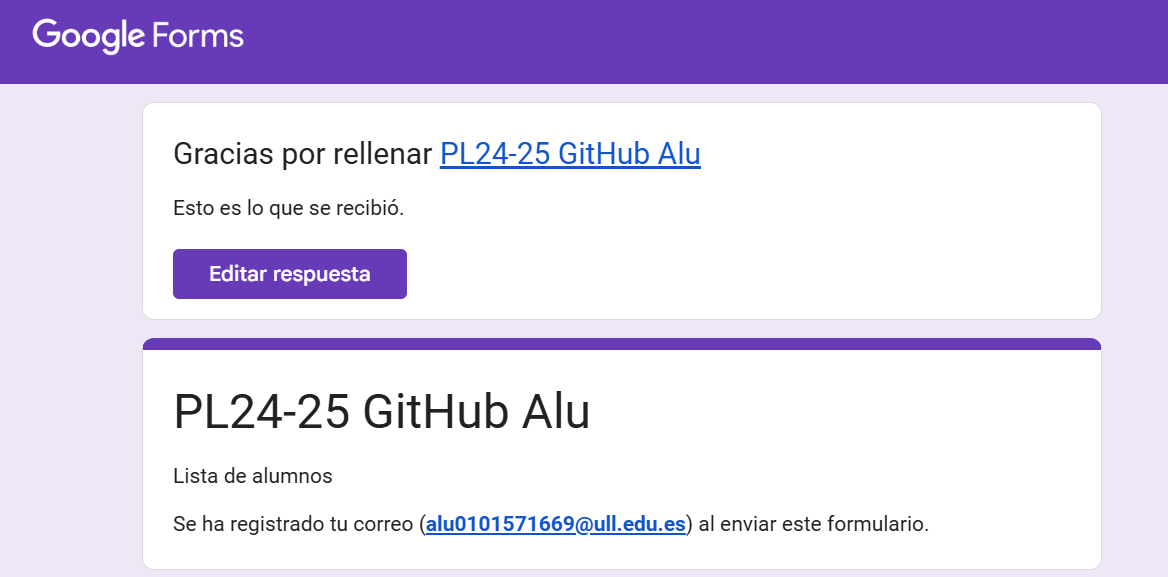 Google Forms
Gracias por rellenar PL24-25 GitHub Alu
Esto es lo que se recibió.
Editar respuesta
PL24-25 GitHub Alu
Lista de alumnos
Se ha registrado tu correo (alu0101571669@ull.edu.es) al enviar este formulario.